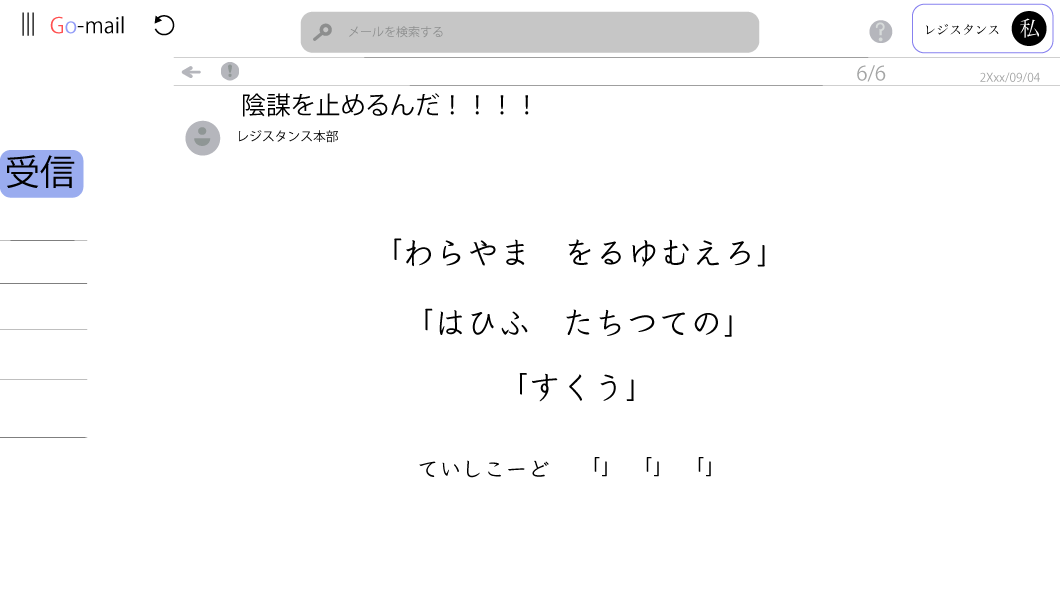 Go-mail
メールを検索する
?
レジスタンス
私
!
6/6
2Xxx/09/04
陰謀を止めるんだ！！！！
レジスタンス本部
受信
「わらやま　をるゆむえろ」
「はひふ　たちつての」
「すくう」
ていしこーど　「」「」「」